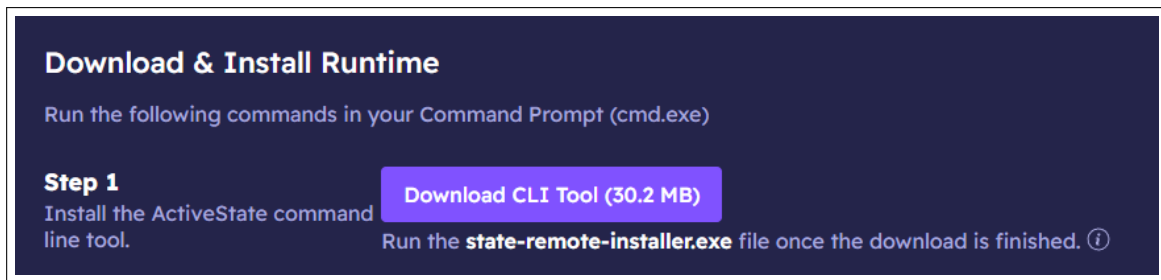 Download & Install Runtime
Run the following commands in your Command Prompt (cmd.exe)
Step 1
Install the ActiveState command
line tool.
Download CLI Tool (30.2 MB)
Run the state-remote-installer.exe file once the download is finished.